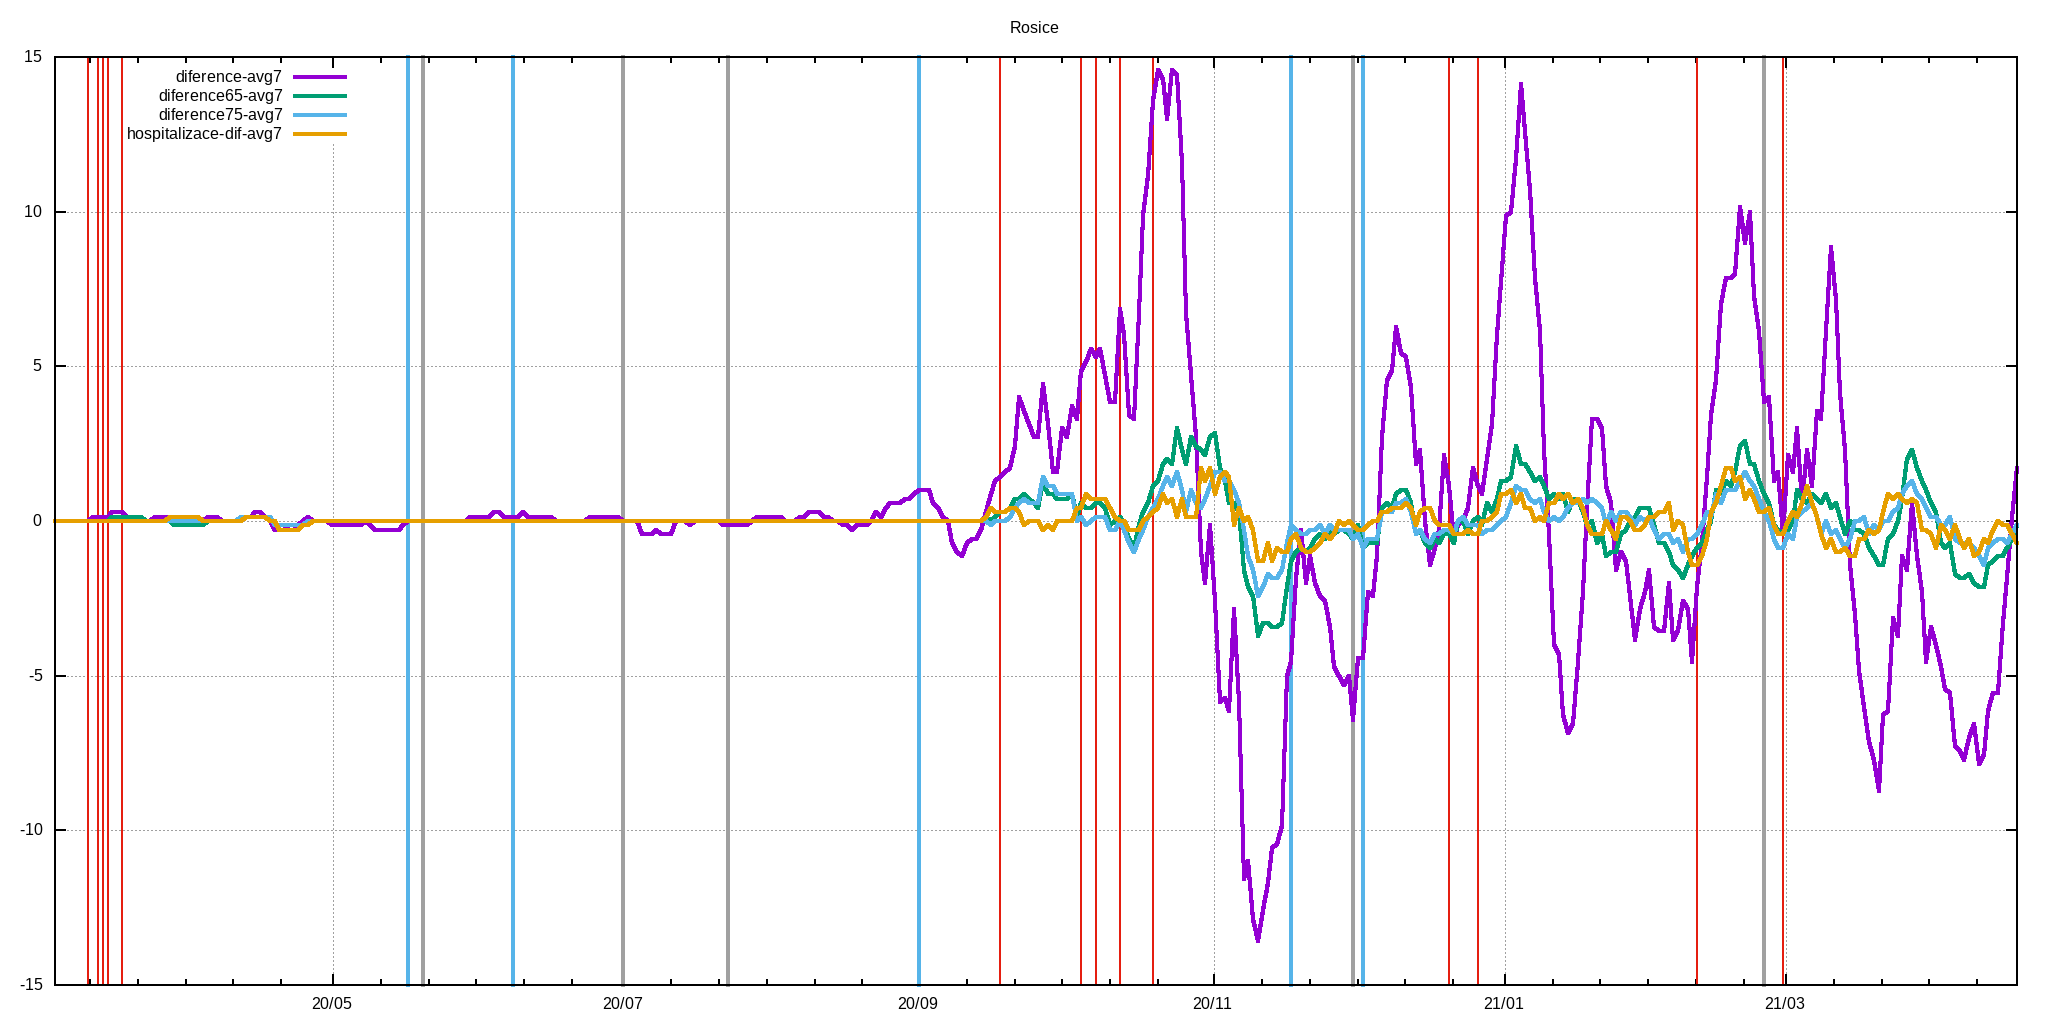 Rosice
15
10
5
0
-5
-10
-15
diference-avg7
diference65-avg7
diference75-avg7
hospitalizace-dif-avg7
20/05
20/07
20/09
20/11
21/01
21/03